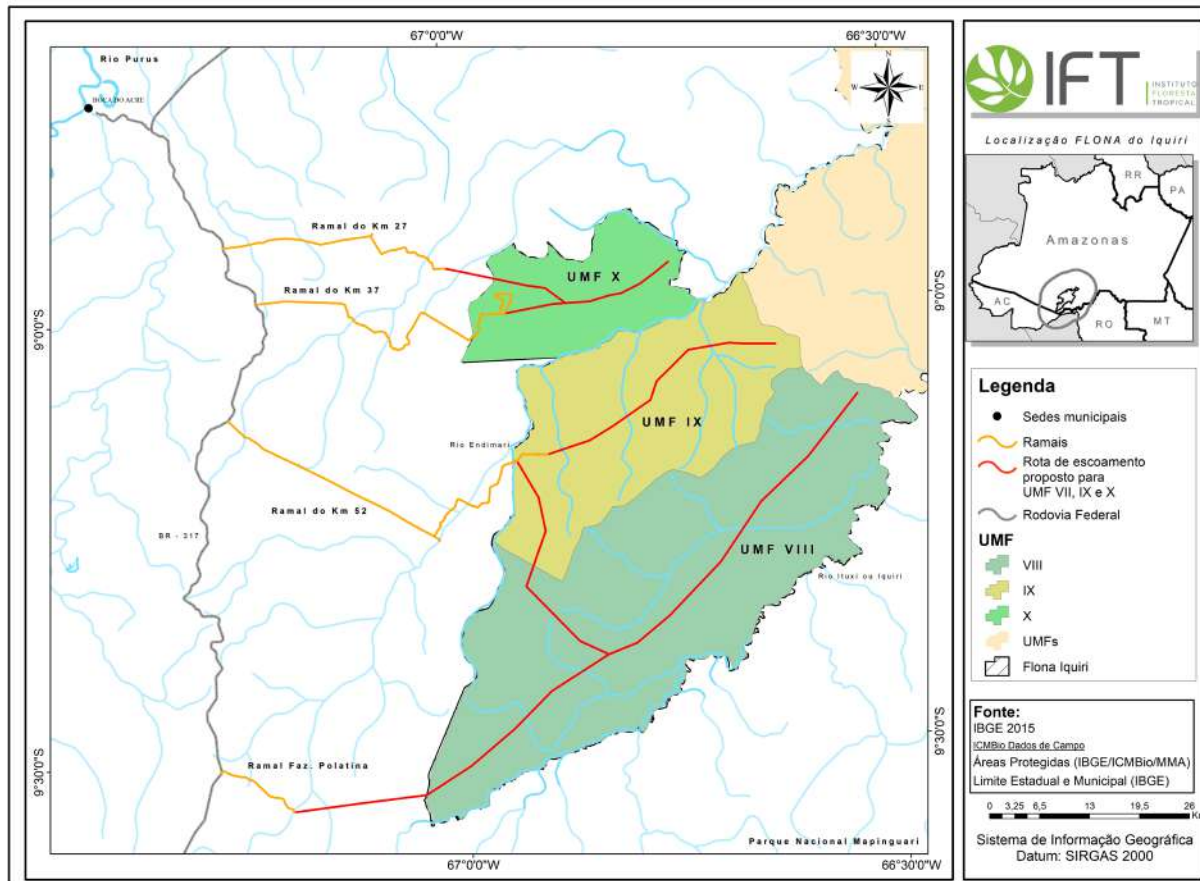 67°0'0"W
66°30'0"W
Rio Purus
BOCA DO ACRE
N
W
E
S
Ramal do Km 27
UMF X
Ramal do Km 37
9°0'0"S
9°0'0"S
UMF IX
Rio Endimari
Ramal do Km 52
BR - 317
UMF VIII
Rio Ituxi ou Iquiri
9°30'0"S
9°30'0"S
Ramal Faz. Polatina
Parque Nacional Mapinguari
67°0'0"W
66°30'0"W
IFT
INSTITUTO
FLORESTA
TROPICAL
Localização FLONA do Iquiri
RR
PA
Amazonas
AC
RO
MT
Legenda
Sedes municipais
Ramais
Rota de escoamento
proposto para
UMF VII, IX e X
Rodovia Federal
UMF
VIII
IX
X
UMFs
Flona Iquiri
Fonte:
IBGE 2015
ICMBio Dados de Campo
Áreas Protegidas (IBGE/ICMBio/MMA)
Limite Estadual e Municipal (IBGE)
0 3,25 6,5 13 19,5 26
Km
Sistema de Informação Geográfica
Datum: SIRGAS 2000